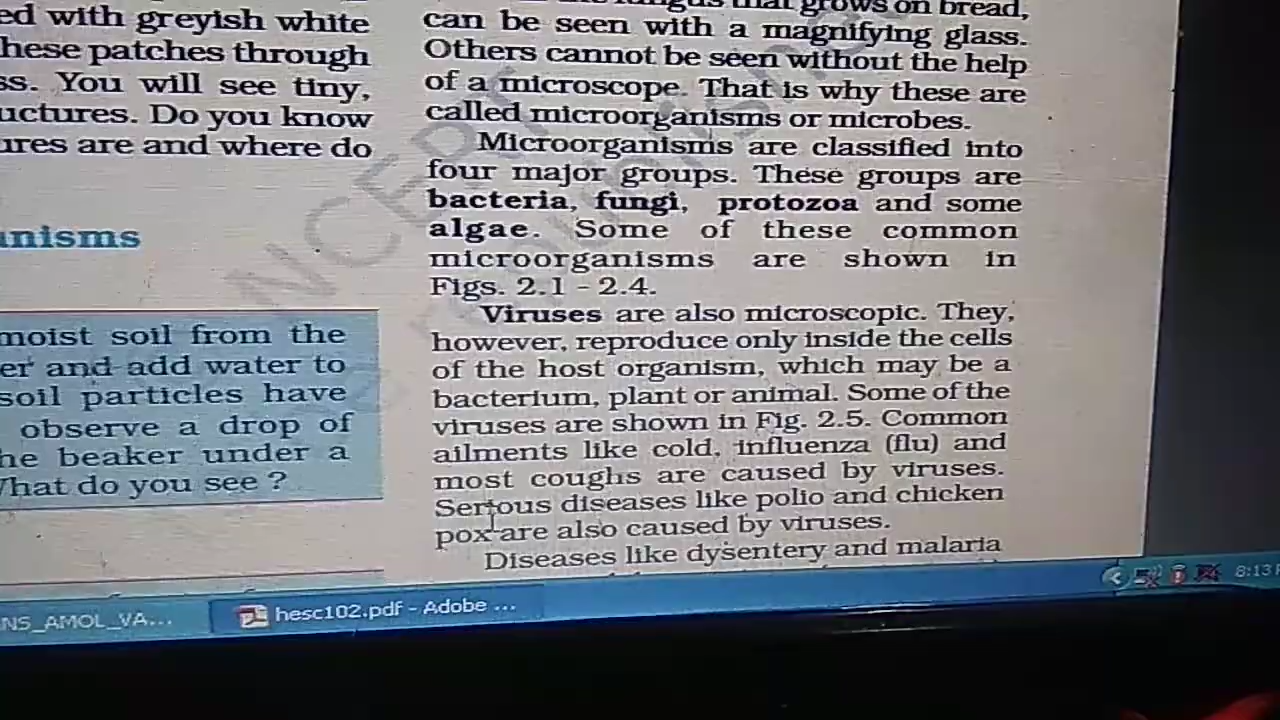 ed with greyish white
hese patches through
ss. You will see tiny,
uctures. Do you know
ures are and where do
nisms
moist soil from the
er and add water to
soil particles have
observe a drop of
he beaker under a
What do you see ?
fungus that grows on bread,
can be seen with a magnifying glass.
Others cannot be seen without the help
of a microscope. That is why these are
called microorganisms or microbes.
Microorganisms are classified into
four major groups. These groups are
bacteria, fungi, protozoa and some
algae. Some of these common
microorganisms are shown in
Figs. 2.1 – 2.4.
Viruses are also microscopic. They,
however, reproduce only inside the cells
of the host organism, which may be a
bacterium, plant or animal. Some of the
viruses are shown in Fig. 2.5. Common
ailments like cold, influenza (flu) and
most coughs are caused by viruses.
Serious diseases like polio and chicken
pox are also caused by viruses.
Diseases like dysentery and malaria
NCERT
NS_AMOL_VA...
hesc102.pdf - Adobe ...
8:13